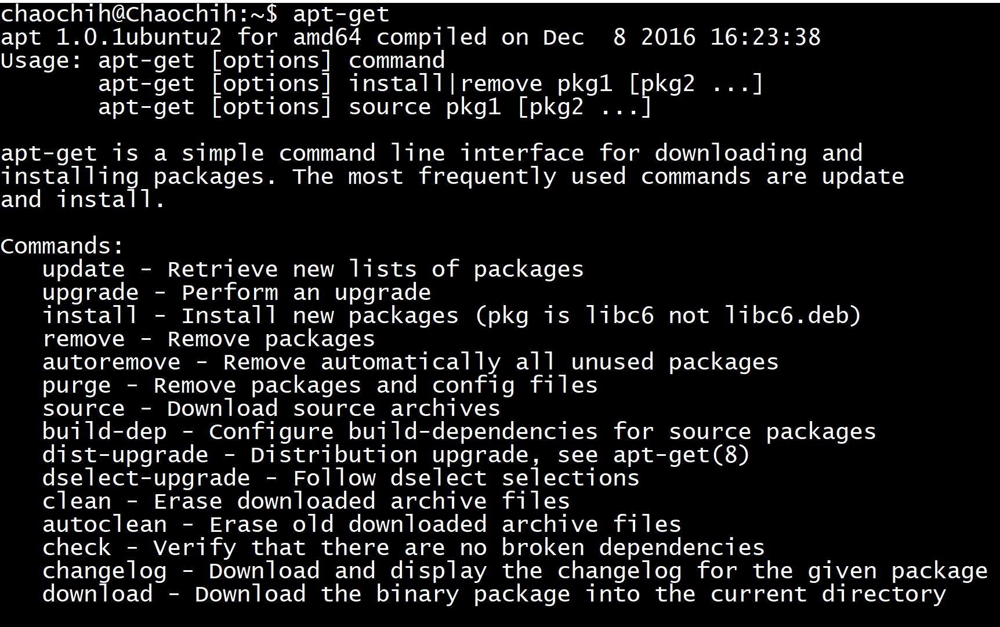 chaochih@Chaochih:~$ apt-get
apt 1.0.1ubuntu2 for amd64 compiled on Dec  8 2016 16:23:38
Usage: apt-get [options] command
       apt-get [options] install|remove pkg1 [pkg2 ...]
       apt-get [options] source pkg1 [pkg2 ...]

apt-get is a simple command line interface for downloading and
installing packages. The most frequently used commands are update
and install.

Commands:
   update - Retrieve new lists of packages
   upgrade - Perform an upgrade
   install - Install new packages (pkg is libc6 not libc6.deb)
   remove - Remove packages
   autoremove - Remove automatically all unused packages
   purge - Remove packages and config files
   source - Download source archives
   build-dep - Configure build-dependencies for source packages
   dist-upgrade - Distribution upgrade, see apt-get(8)
   dselect-upgrade - Follow dselect selections
   clean - Erase downloaded archive files
   autoclean - Erase old downloaded archive files
   check - Verify that there are no broken dependencies
   changelog - Download and display the changelog for the given package
   download - Download the binary package into the current directory